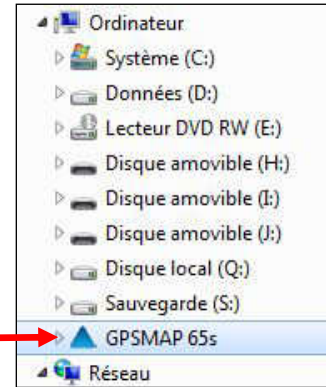 Ordinateur
Système (C:)
Données (D:)
Lecteur DVD RW (E:)
Disque amovible (H:)
Disque amovible (I:)
Disque amovible (J:)
Disque local (Q:)
Sauvegarde (S:)
GPSMAP 65s
Réseau